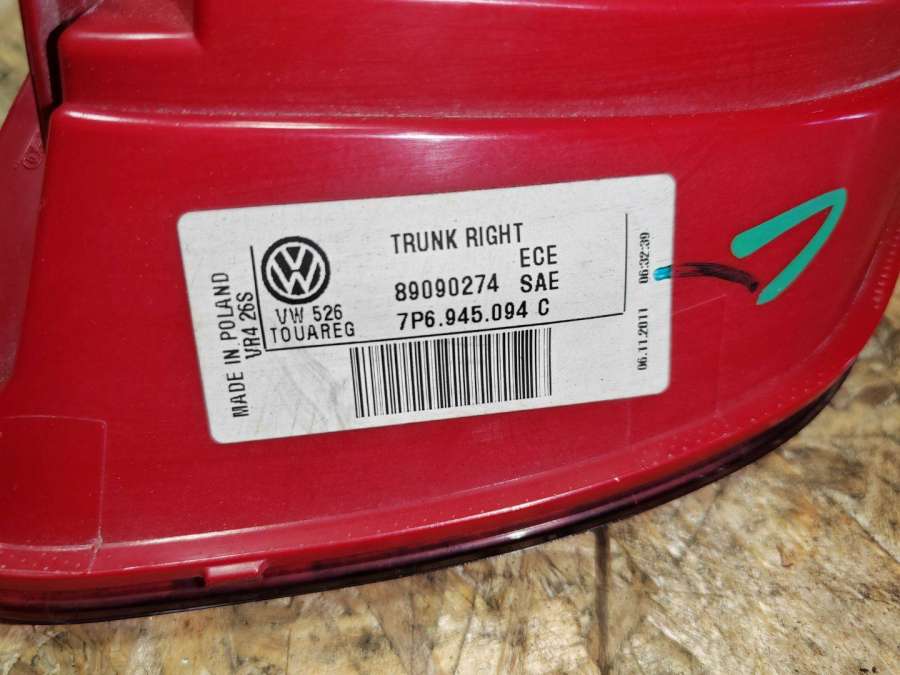 TRUNK RIGHT
ECE
89090274 SAE
7P6.945.094 C
VW 526
TOUAREG
MADE IN POLAND
VR4 26S
06.11.2011 06:32:39